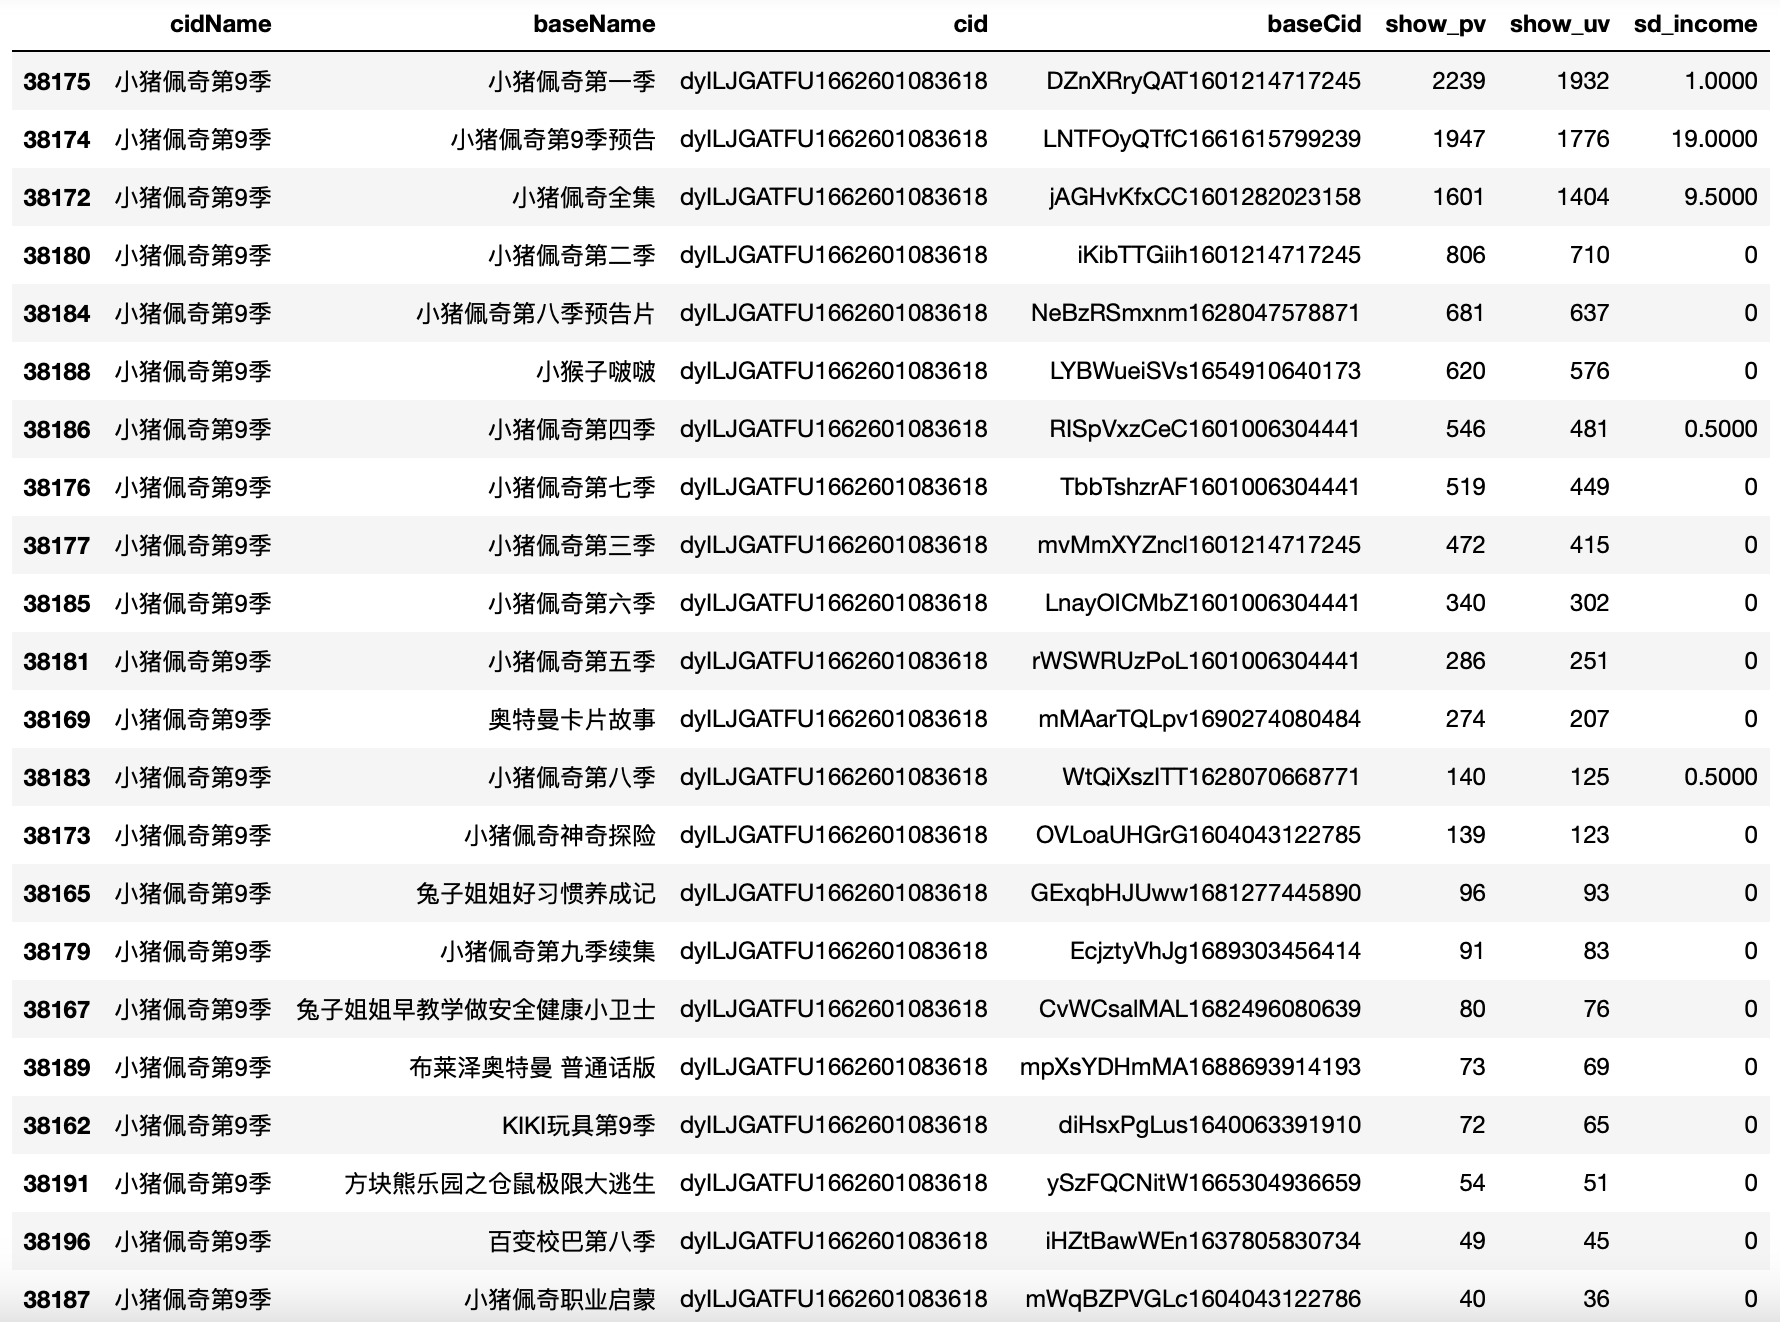 cidName baseName cid baseCid show_pv show_uv sd_income
38175 小猪佩奇第9季 小猪佩奇第一季 dyILJGATFU1662601083618 DZnXRryQAT1601214717245 2239 1932 1.0000
38174 小猪佩奇第9季 小猪佩奇第9季预告 dyILJGATFU1662601083618 LNTFOyQTfC1661615799239 1947 1776 19.0000
38172 小猪佩奇第9季 小猪佩奇全集 dyILJGATFU1662601083618 jAGHvKfxCC1601282023158 1601 1404 9.5000
38180 小猪佩奇第9季 小猪佩奇第二季 dyILJGATFU1662601083618 iKibTTGiih1601214717245 806 710 0
38184 小猪佩奇第9季 小猪佩奇第八季预告片 dyILJGATFU1662601083618 NeBzRSmxnm1628047578871 681 637 0
38188 小猪佩奇第9季 小猴子啵啵 dyILJGATFU1662601083618 LYBWueiSVs1654910640173 620 576 0
38186 小猪佩奇第9季 小猪佩奇第四季 dyILJGATFU1662601083618 RISpVxzCeC1601006304441 546 481 0.5000
38176 小猪佩奇第9季 小猪佩奇第七季 dyILJGATFU1662601083618 TbbTshzrAF1601006304441 519 449 0
38177 小猪佩奇第9季 小猪佩奇第三季 dyILJGATFU1662601083618 mvMmXYZncl1601214717245 472 415 0
38185 小猪佩奇第9季 小猪佩奇第六季 dyILJGATFU1662601083618 LnayOICMbZ1601006304441 340 302 0
38181 小猪佩奇第9季 小猪佩奇第五季 dyILJGATFU1662601083618 rWSWRUzPoL1601006304441 286 251 0
38169 小猪佩奇第9季 奥特曼卡片故事 dyILJGATFU1662601083618 mMAarTQLpv1690274080484 274 207 0
38183 小猪佩奇第9季 小猪佩奇第八季 dyILJGATFU1662601083618 WtQiXszITT1628070668771 140 125 0.5000
38173 小猪佩奇第9季 小猪佩奇神奇探险 dyILJGATFU1662601083618 OVLoaUHGrG1604043122785 139 123 0
38165 小猪佩奇第9季 兔子姐姐好习惯养成记 dyILJGATFU1662601083618 GExqbHJUww1681277445890 96 93 0
38179 小猪佩奇第9季 小猪佩奇第九季续集 dyILJGATFU1662601083618 EcjztyVhJg1689303456414 91 83 0
38167 小猪佩奇第9季 兔子姐姐早教学做安全健康小卫士 dyILJGATFU1662601083618 CvWCsalMAL1682496080639 80 76 0
38189 小猪佩奇第9季 布莱泽奥特曼 普通话版 dyILJGATFU1662601083618 mpXsYDHmMA1688693914193 73 69 0
38162 小猪佩奇第9季 KIKI玩具第9季 dyILJGATFU1662601083618 diHsxPgLus1640063391910 72 65 0
38191 小猪佩奇第9季 方块熊乐园之仓鼠极限大逃生 dyILJGATFU1662601083618 ySzFQCNitW1665304936659 54 51 0
38196 小猪佩奇第9季 百变校巴第八季 dyILJGATFU1662601083618 iHZtBawWEn1637805830734 49 45 0
38187 小猪佩奇第9季 小猪佩奇职业启蒙 dyILJGATFU1662601083618 mWqBZPVGLc1604043122786 40 36 0